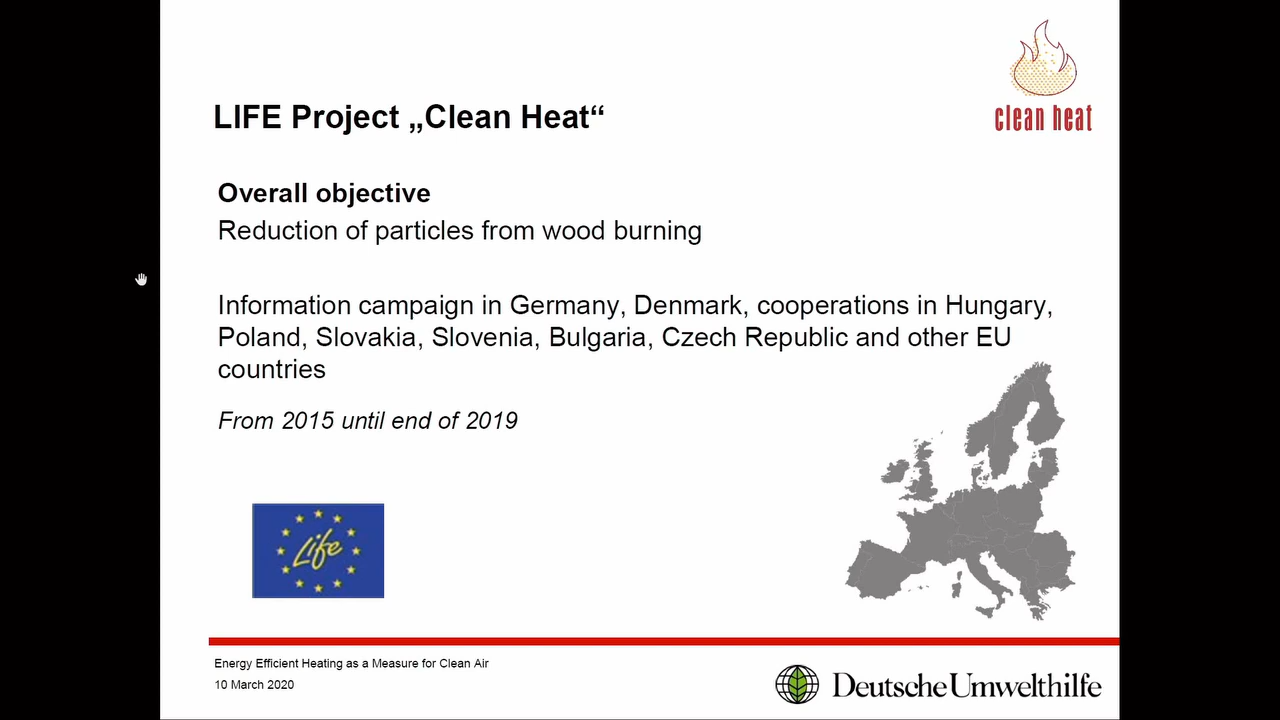 clean heat
LIFE Project „Clean Heat“
Overall objective
Reduction of particles from wood burning
Information campaign in Germany, Denmark, cooperations in Hungary,
Poland, Slovakia, Slovenia, Bulgaria, Czech Republic and other EU
countries
From 2015 until end of 2019
Life
Energy Efficient Heating as a Measure for Clean Air
10 March 2020
Deutsche Umwelthilfe